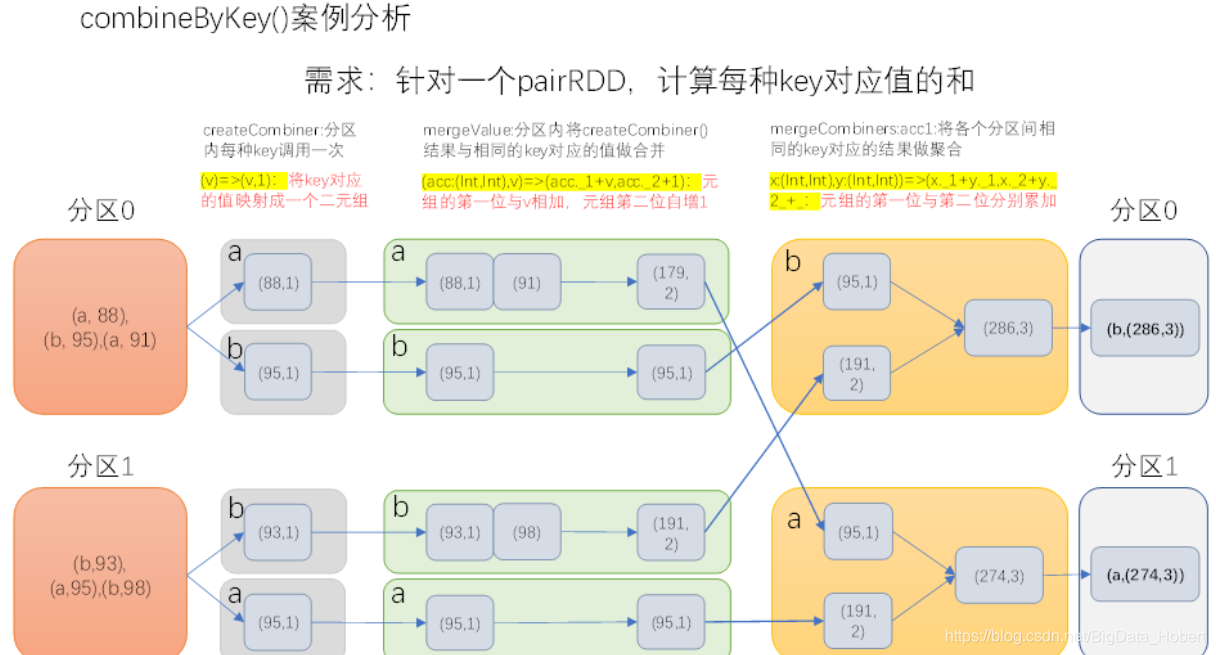 combineByKey()案例分析
需求：针对一个pairRDD，计算每种key对应值的和
createCombiner:分区
内每种key调用一次
(v)=>(v,1)：将key对应
的值映射成一个二元组
mergeValue:分区内将createCombiner()
结果与相同的key对应的值做合并
(acc:(Int,Int),v)=>(acc._1+v,acc._2+1)：元
组的第一位与v相加，元组第二位自增1
mergeCombiners:acc1:将各个分区间相
同的key对应的结果做聚合
x:(Int,Int),y:(Int,Int))=>(x._1+y._1,x._2+y._
2_+_：元组的第一位与第二位分别累加
分区0
(a, 88),
(b, 95),(a, 91)
a
(88,1)
b
(95,1)
a
(88,1)
(91)
(179,
2)
b
(95,1)
(95,1)
b
(95,1)
(191,
2)
(286,3)
分区0
(b,(286,3))
分区1
(b,93),
(a,95),(b,98)
b
(93,1)
a
(95,1)
b
(93,1)
(98)
(191,
2)
a
(95,1)
(95,1)
a
(95,1)
(191,
2)
(274,3)
分区1
(a,(274,3))
https://blog.csdn.net/BigData_Hobert